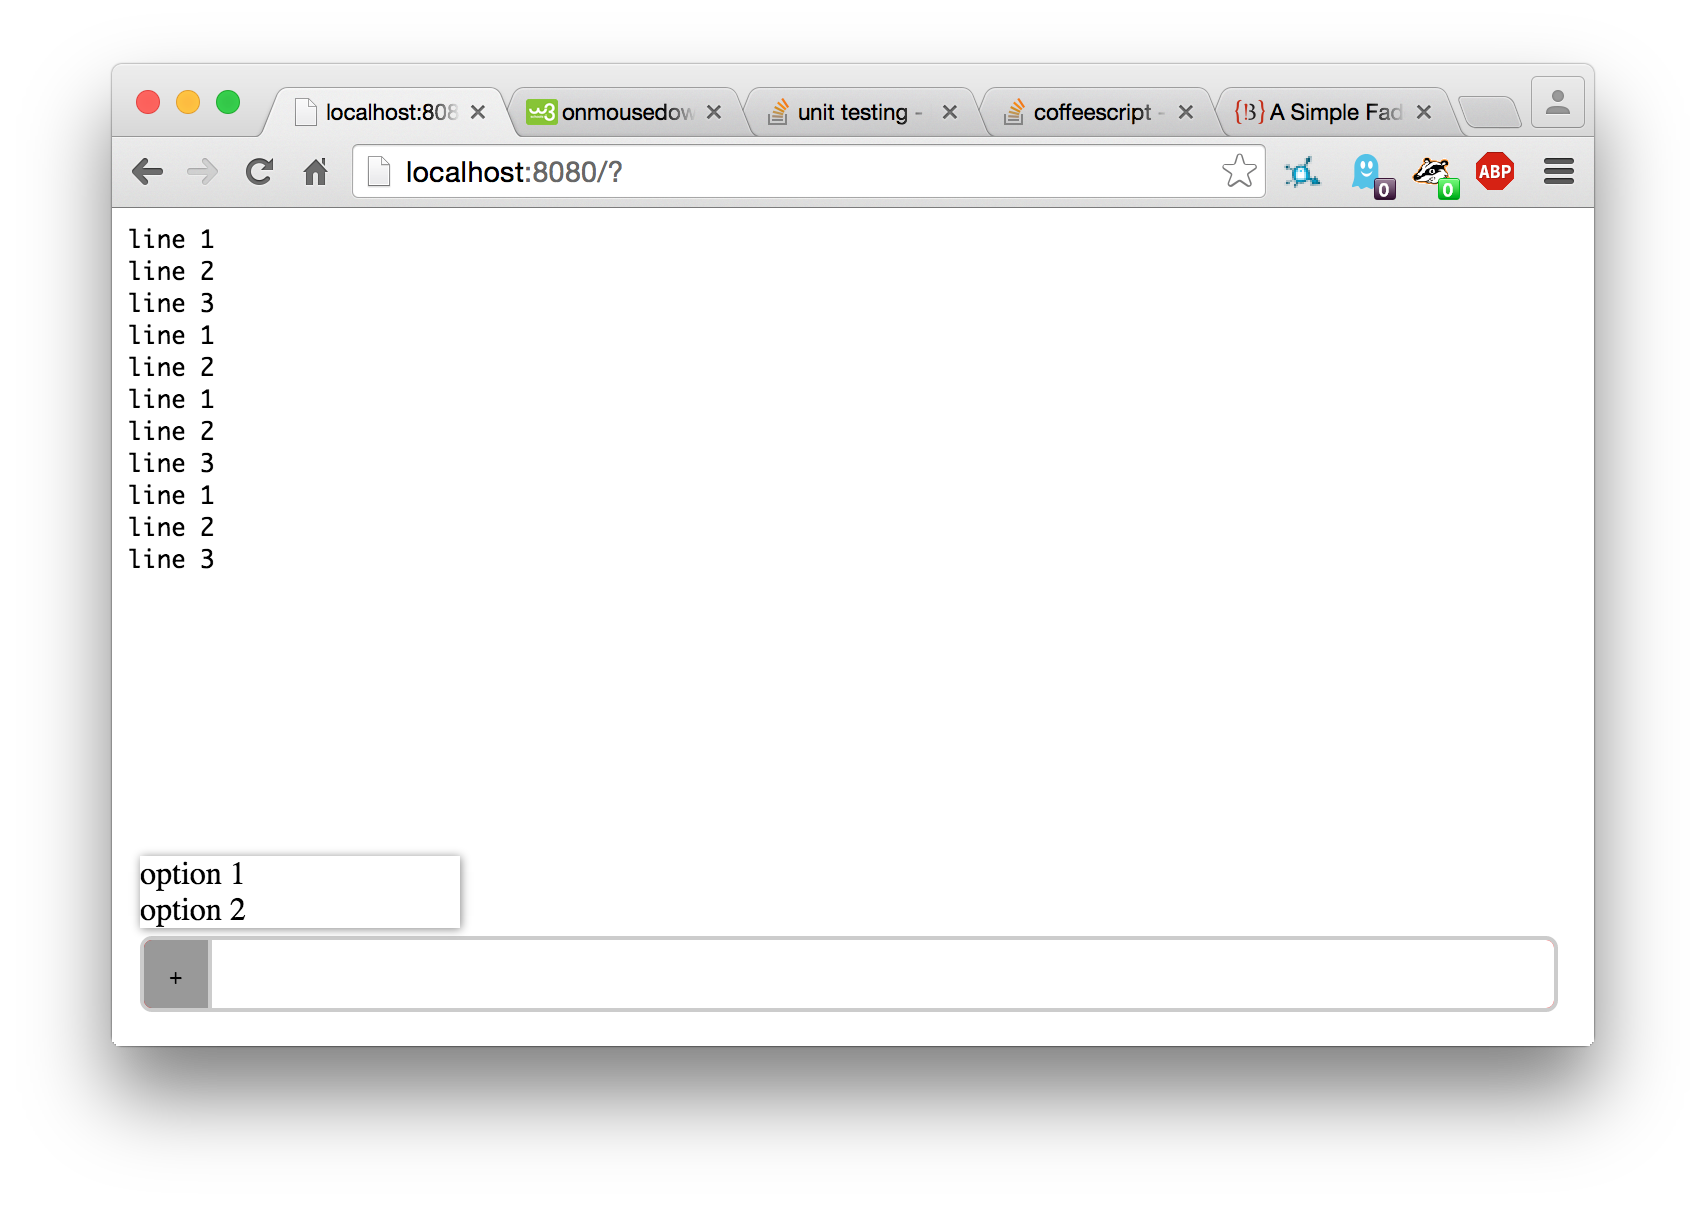 localhost:808
w3 onmousedow
unit testing -
coffeescript -
{B} A Simple Fad
localhost:8080/?
0
0
ABP
line 1
line 2
line 3
line 1
line 2
line 1
line 2
line 3
line 1
line 2
line 3
option 1
option 2
+